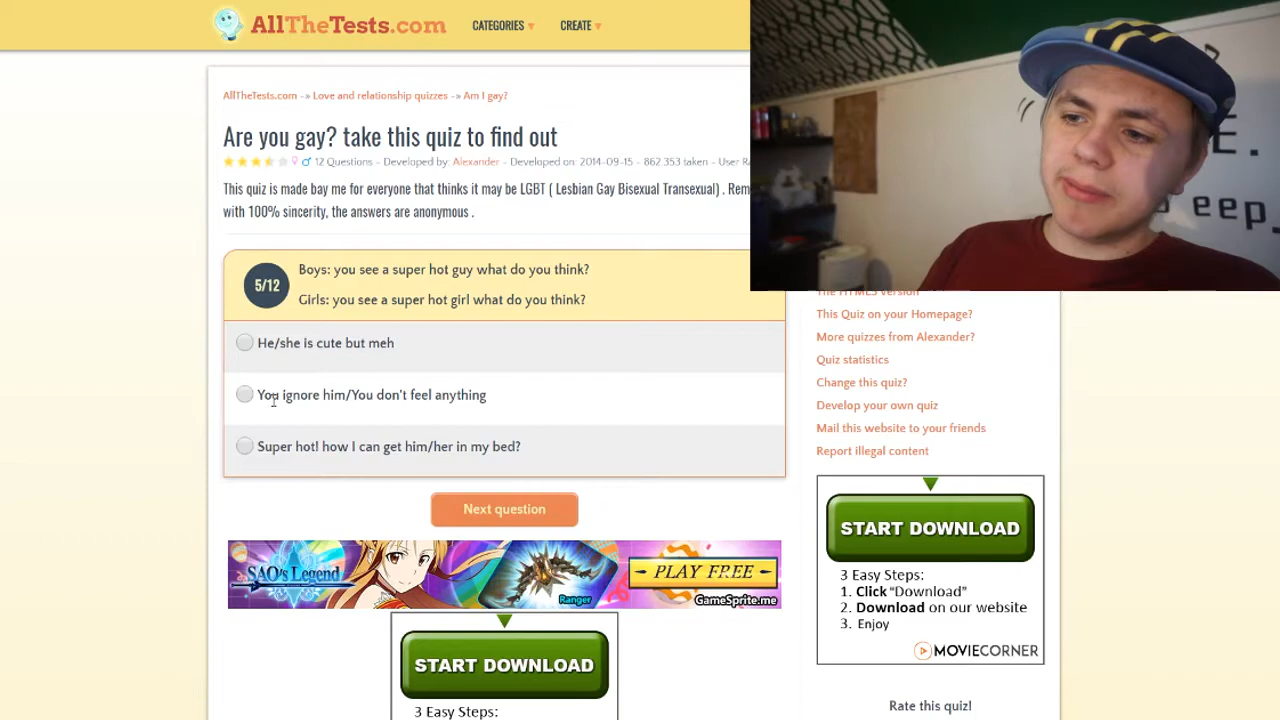 AllTheTests.com
CATEGORIES
CREATE
AllTheTests.com -» Love and relationship quizzes -» Am I gay?
Are you gay? take this quiz to find out
12 Questions - Developed by: Alexander - Developed on: 2014-09-15 - 862.353 taken - User
This quiz is made bay me for everyone that thinks it may be LGBT ( Lesbian Gay Bisexual Transexual) . Rem
with 100% sincerity, the answers are anonymous .
5/12
Boys: you see a super hot guy what do you think?
Girls: you see a super hot girl what do you think?
He/she is cute but meh
You ignore him/You don't feel anything
Super hot! how I can get him/her in my bed?
Next question
SAO's Legend
Ranger
PLAY FREE
GameSprite.me
START DOWNLOAD
3 Easy Steps:
The HTML5 version
This Quiz on your Homepage?
More quizzes from Alexander?
Quiz statistics
Change this quiz?
Develop your own quiz
Mail this website to your friends
Report illegal content
START DOWNLOAD
3 Easy Steps:
1. Click "Download"
2. Download on our website
3. Enjoy
MOVIECORNER
Rate this quiz!
E.
eep.